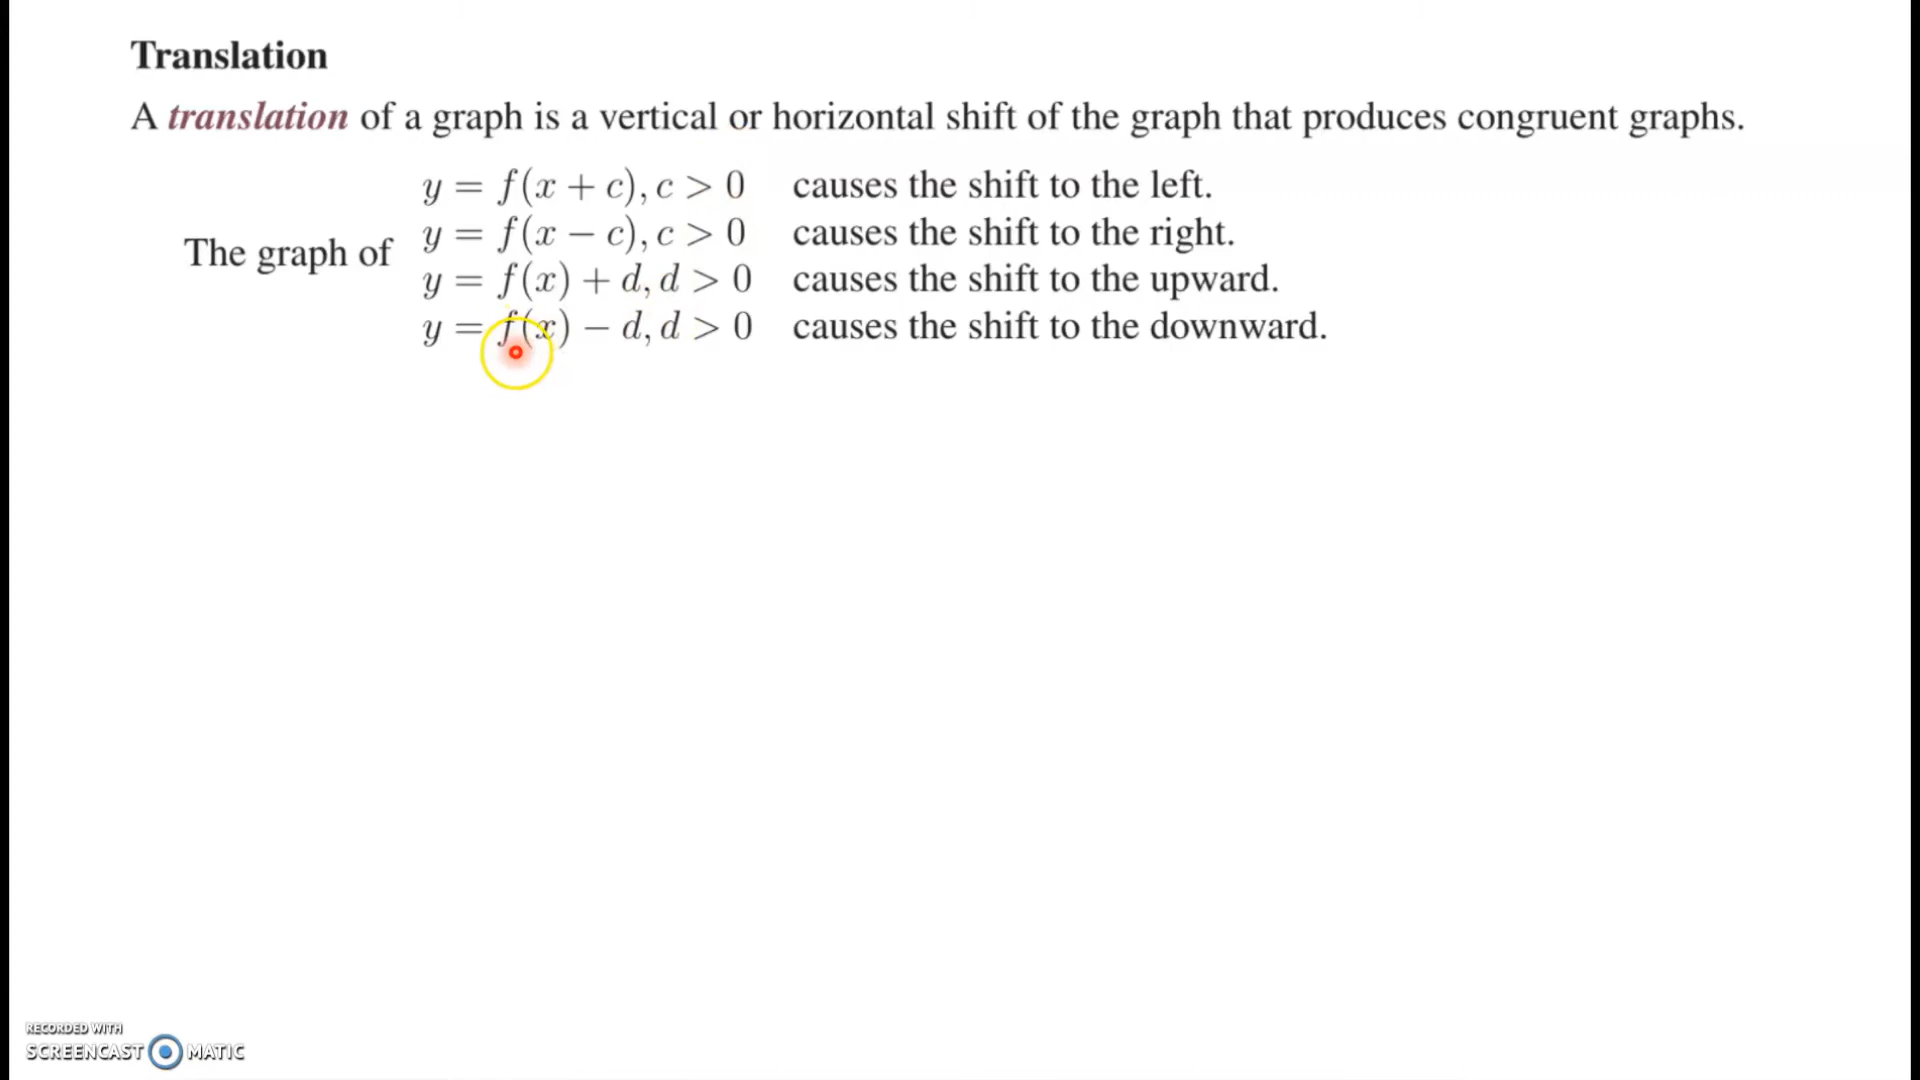 Translation
A translation of a graph is a vertical or horizontal shift of the graph that produces congruent graphs.
The graph of
y = f(x + c), c > 0 causes the shift to the left.
y = f(x − c), c > 0 causes the shift to the right.
y = f(x) + d, d > 0 causes the shift to the upward.
y = f(x) − d, d > 0 causes the shift to the downward.
RECORDED WITH
SCREENCAST MATIC